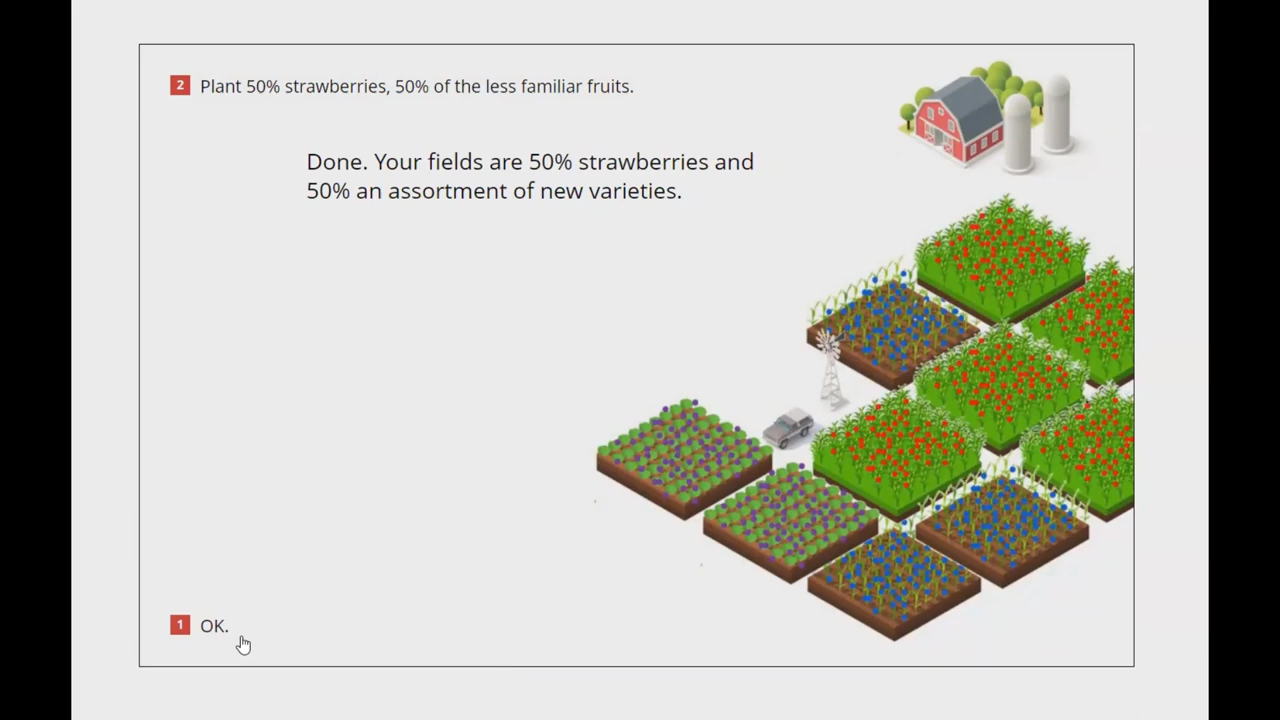 2 Plant 50% strawberries, 50% of the less familiar fruits.
Done. Your fields are 50% strawberries and
50% an assortment of new varieties.
1 OK.